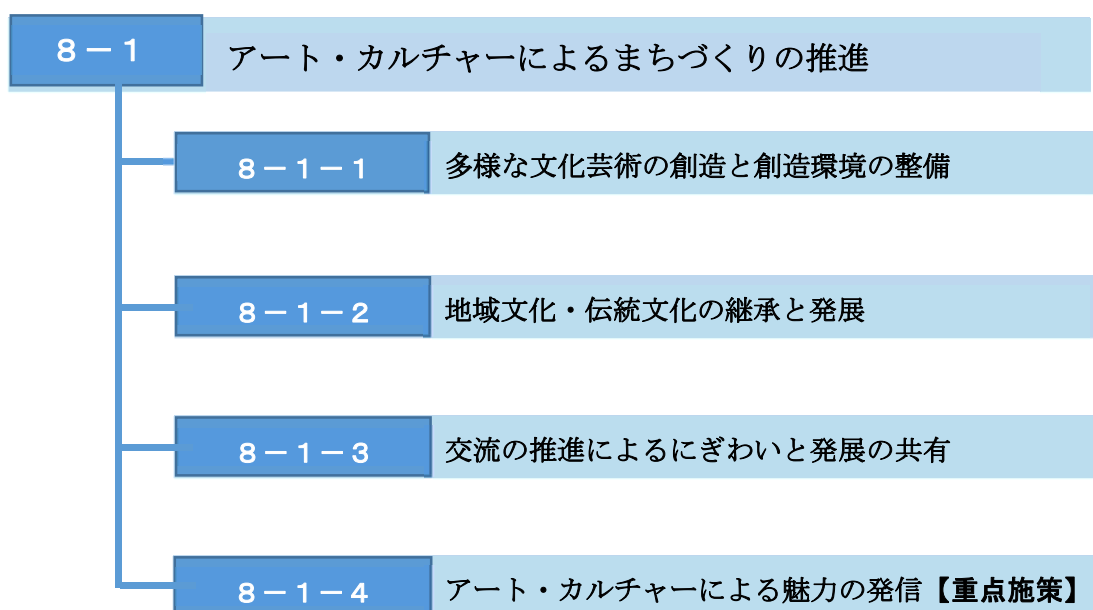 ８－１ アート・カルチャーによるまちづくりの推進
８－１－１ 多様な文化芸術の創造と創造環境の整備
８－１－２ 地域文化・伝統文化の継承と発展
８－１－３ 交流の推進によるにぎわいと発展の共有
８－１－４ アート・カルチャーによる魅力の発信【重点施策】